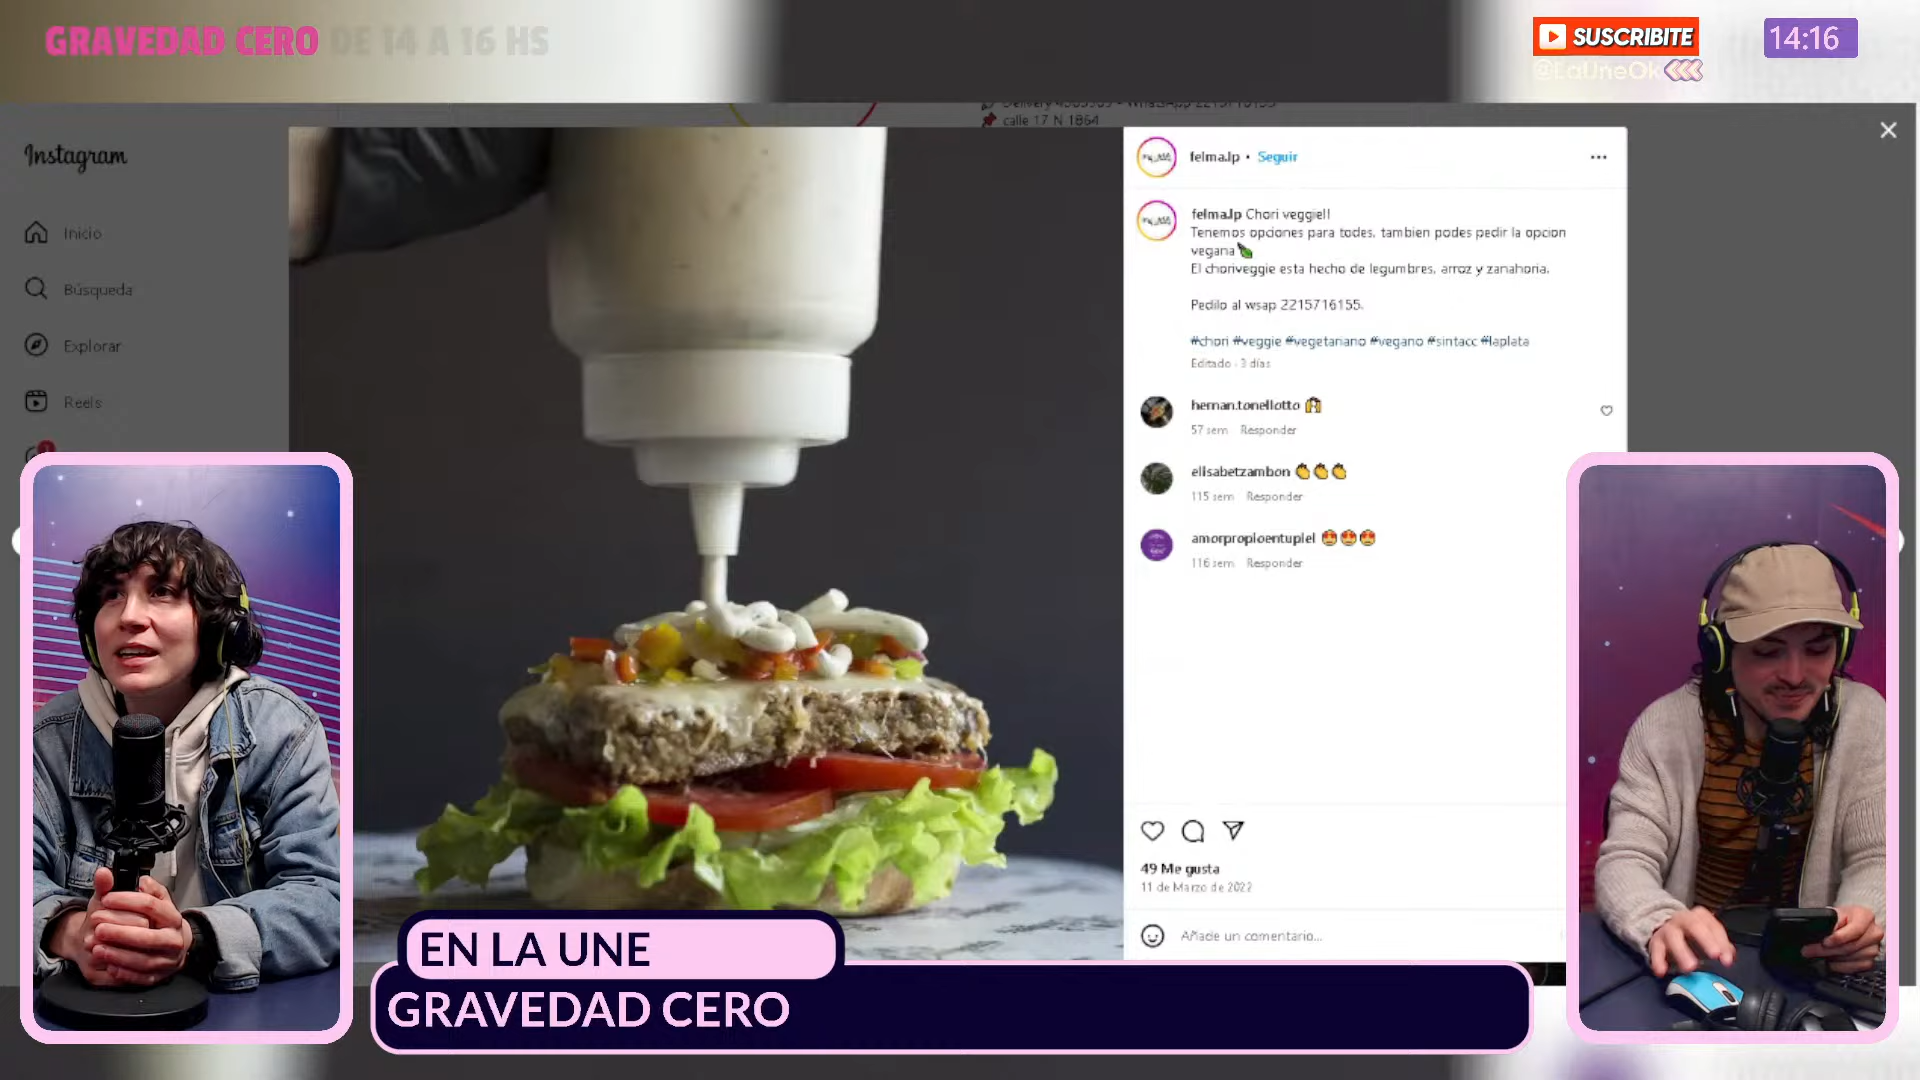 GRAVEDAD CERO DE 14 A 16 HS
SUSCRIBITE
@LaUneOk
14:16
Delivery
calle 17 N 1864
Instagram
Inicio
Búsqueda
Explorar
Reels
felma.lp • Seguir
felma.lp Chori veggie!!
Tenemos opciones para todes, tambien podes pedir la opcion
vegana
El choriveggie esta hecho de legumbres, arroz y zanahoria.
Pedilo al wsap 2215716155.
#chori #veggie #vegetariano #vegano #sintacc #laplata
Editado · 3 días
hernan.tonellotto
57 sem Responder
elisabetzambon
115 sem Responder
amorpropioentupiel
116 sem Responder
49 Me gusta
11 de Marzo de 2022
Añade un comentario...
EN LA UNE
GRAVEDAD CERO